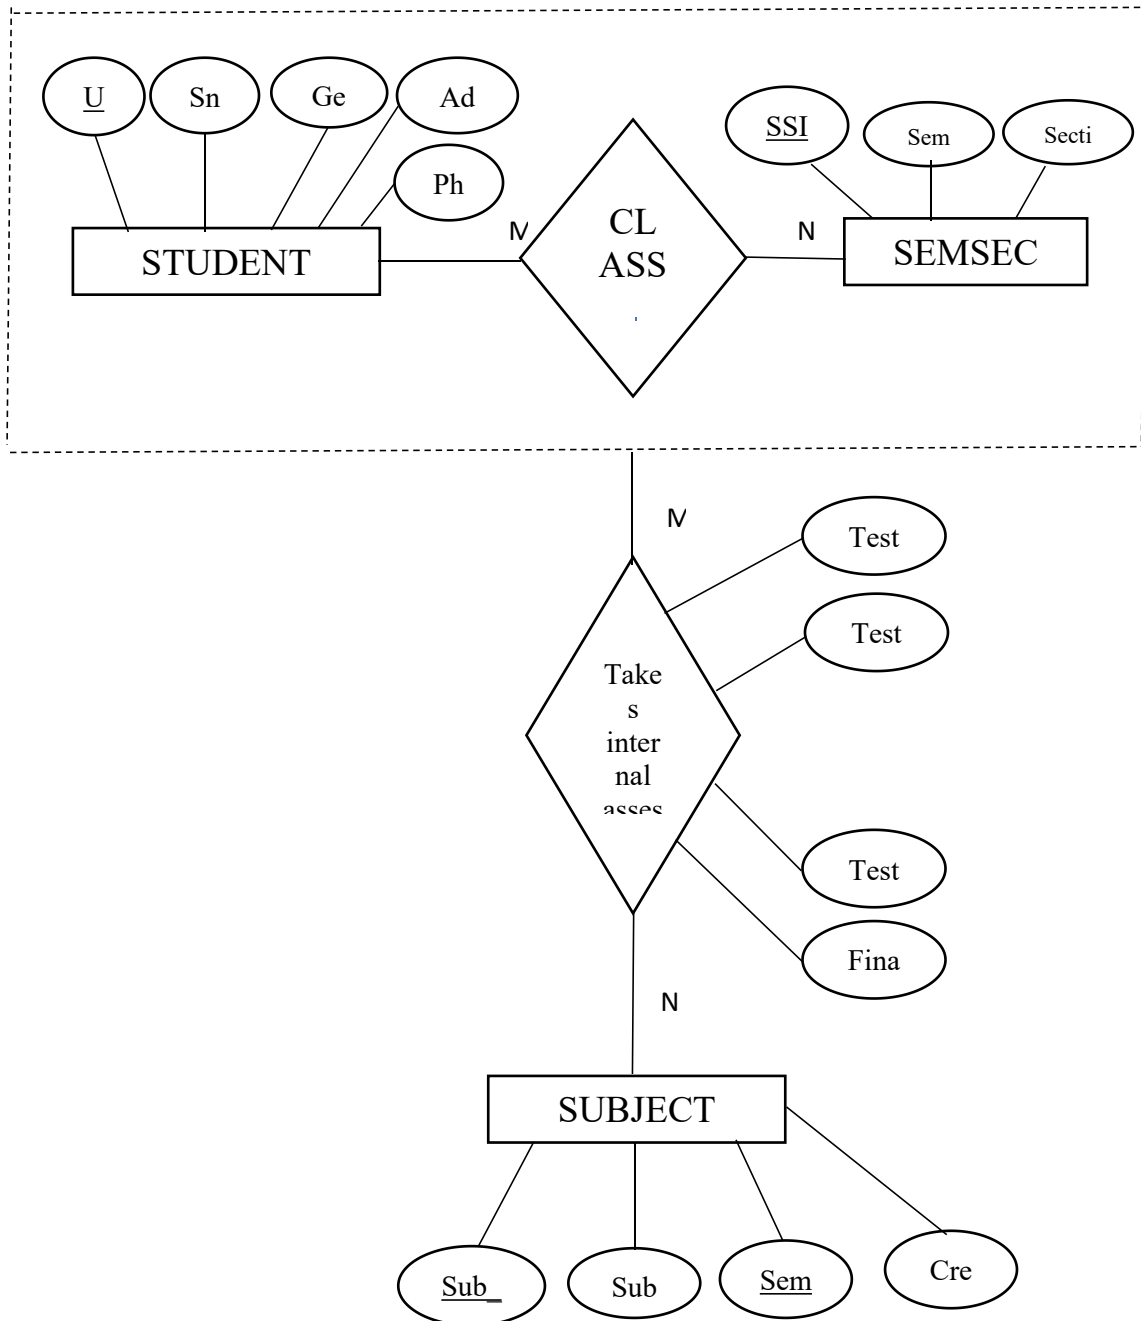 U
Sn
Ge
Ad
Ph
STUDENT
M
CL
ASS
N
SSI
Sem
Secti
SEMSEC
M
Test
Test
Take
s
inter
nal
asses
Test
Fina
N
SUBJECT
Sub_
Sub
Sem
Cre